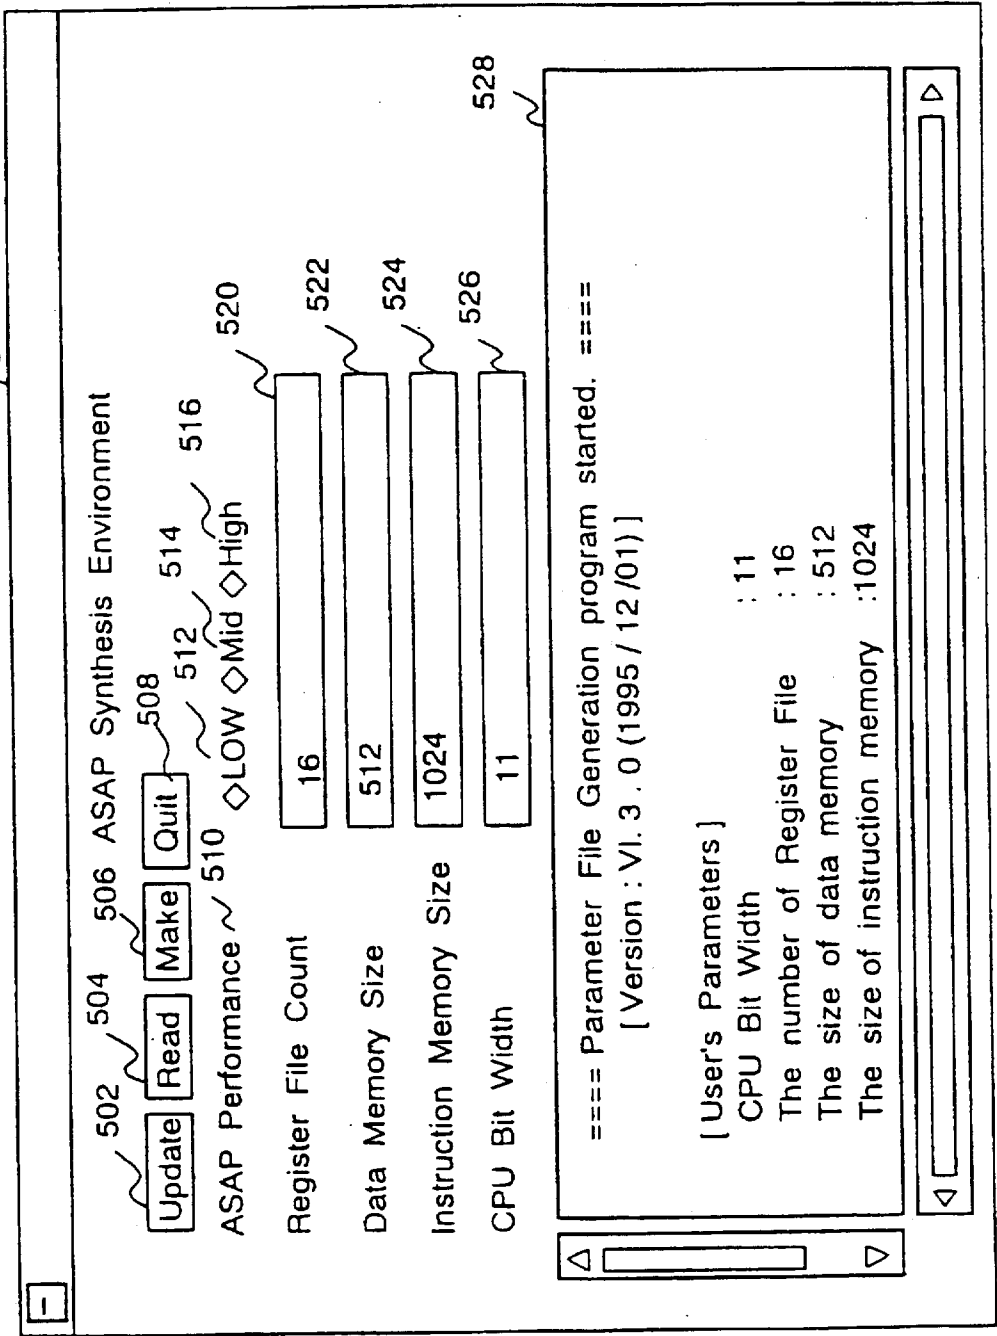 ASAP Synthesis Environment
502 504 506 508
Update Read Make Quit
512 514 516
ASAP Performance 510 ◇LOW ◇Mid ◇High
520
Register File Count 16
522
Data Memory Size 512
524
Instruction Memory Size 1024
526
CPU Bit Width 11
528
==== Parameter File Generation program started. ====
[ Version : VI. 3 . 0 (1995 / 12 /01) ]
[ User's Parameters ]
CPU Bit Width : 11
The number of Register File : 16
The size of data memory : 512
The size of instruction memory :1024